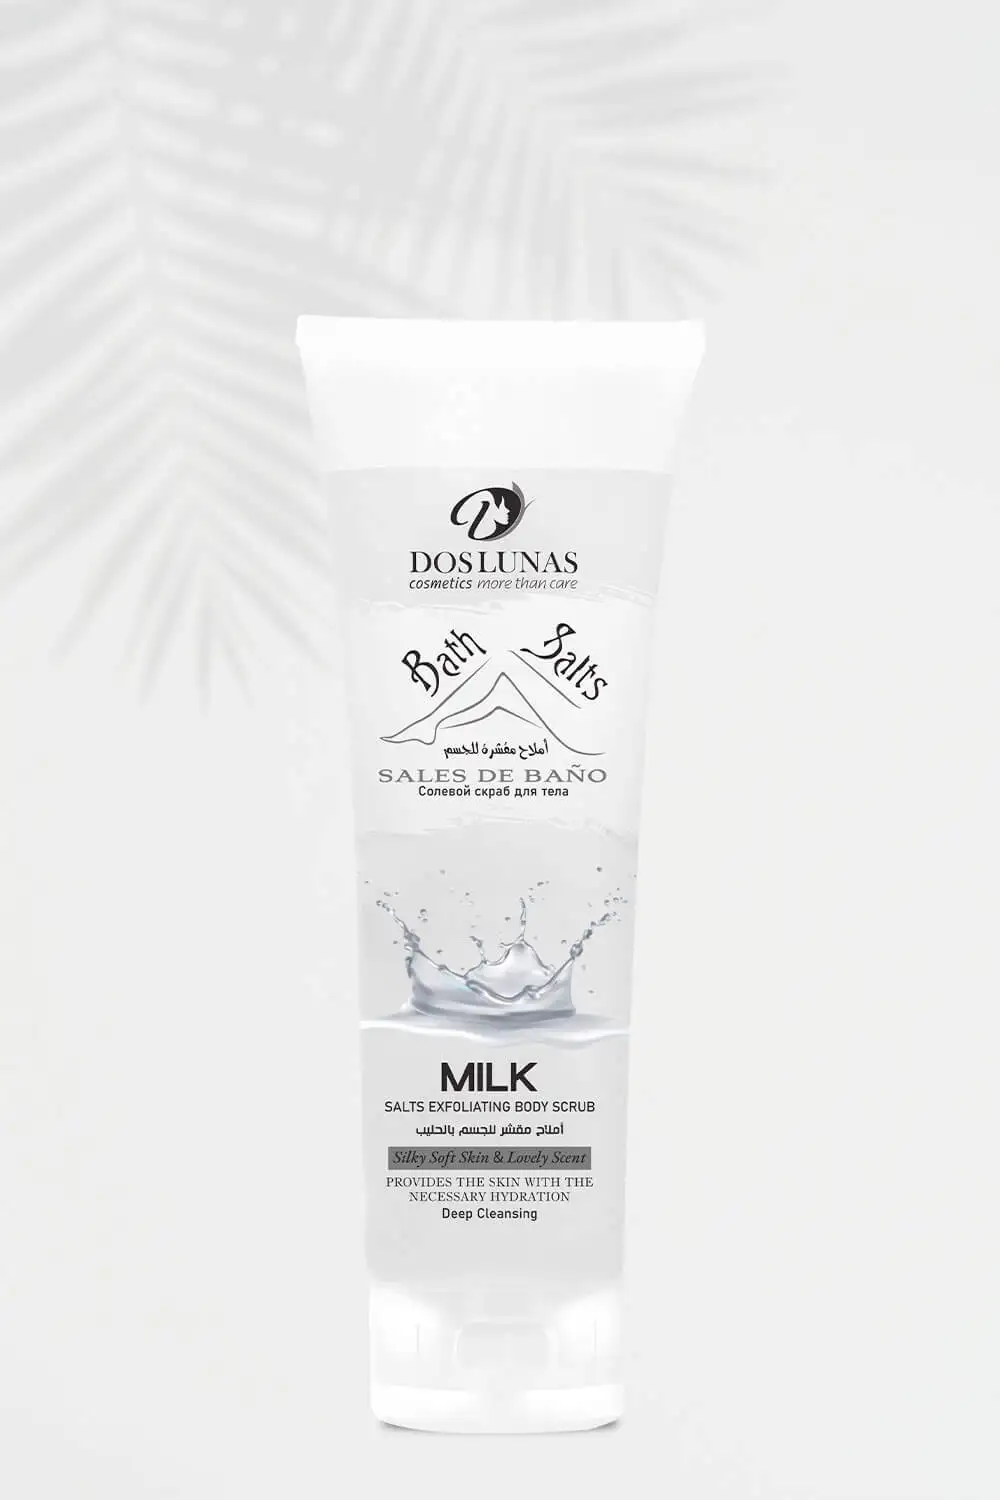 DOSLUNAS
cosmetics more than care
Bath Salts
أملاح مقشرة للجسم
SALES DE BAÑO
Солевой скраб для тела
MILK
SALTS EXFOLIATING BODY SCRUB
أملاح مقشر للجسم بالحليب
Silky Soft Skin & Lovely Scent
PROVIDES THE SKIN WITH THE
NECESSARY HYDRATION
Deep Cleansing